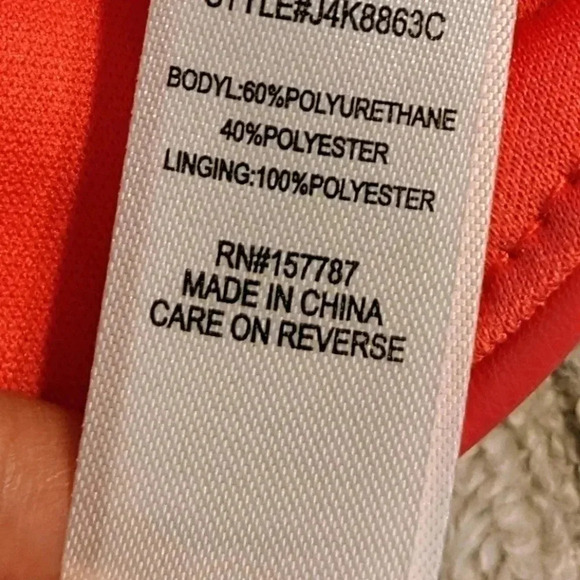 STYLE#J4K8863C
BODYL:60%POLYURETHANE
40%POLYESTER
LINGING:100%POLYESTER
RN#157787
MADE IN CHINA
CARE ON REVERSE